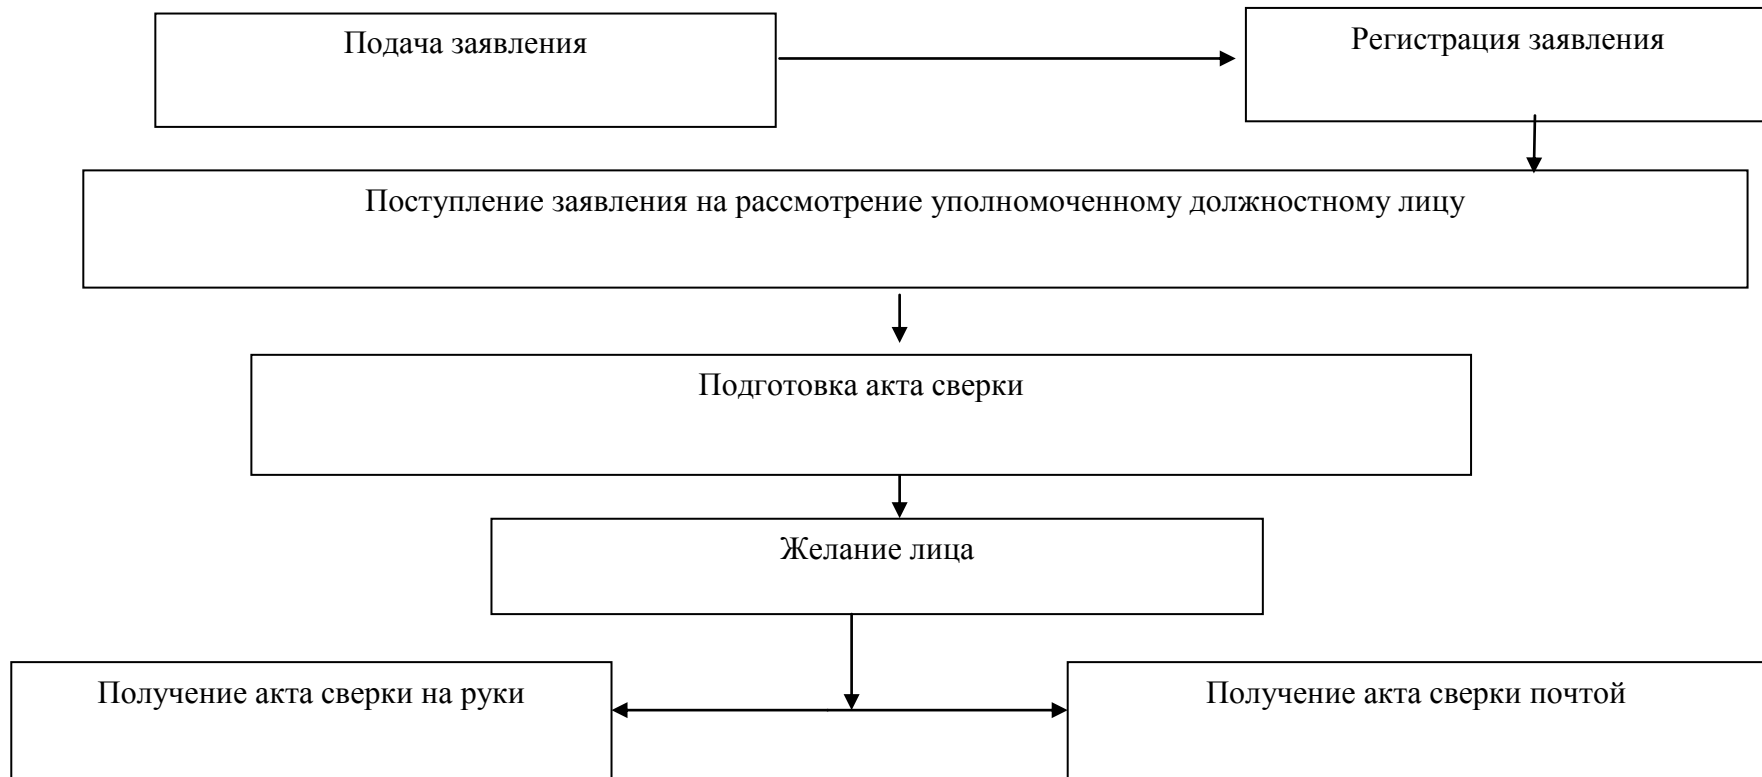 Подача заявления
Регистрация заявления
Поступление заявления на рассмотрение уполномоченному должностному лицу
Подготовка акта сверки
Желание лица
Получение акта сверки на руки
Получение акта сверки почтой